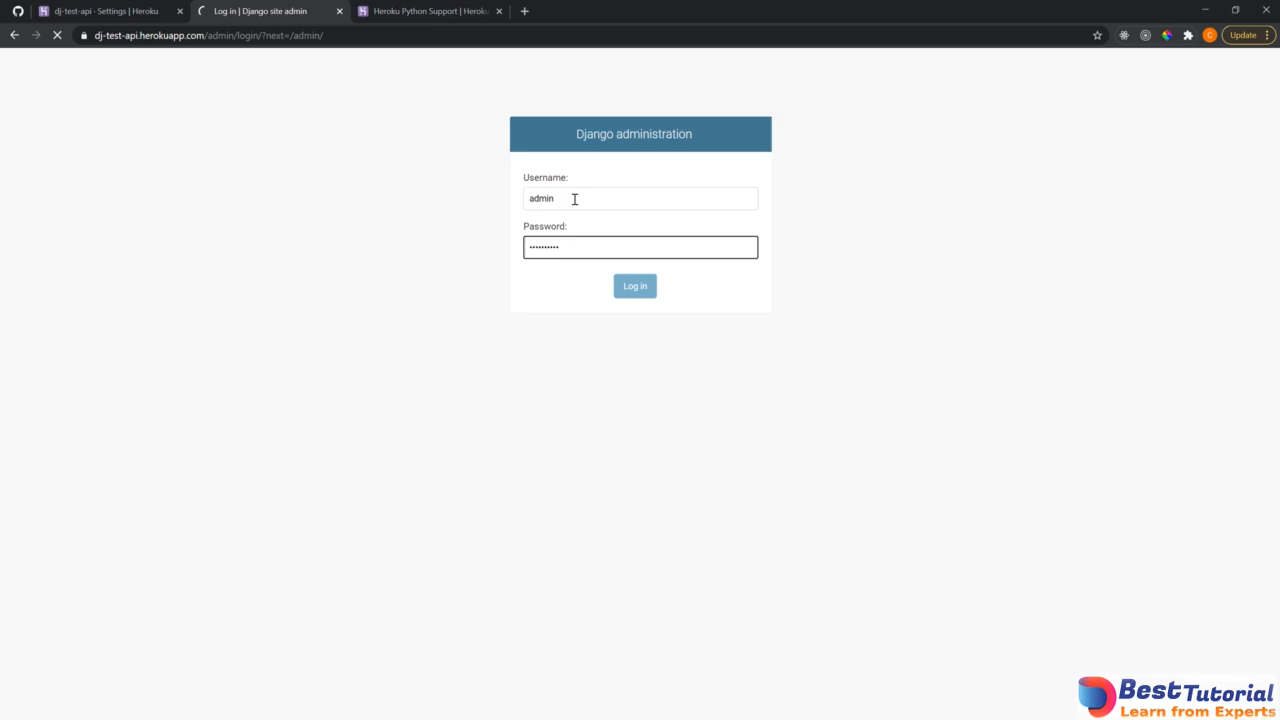 dj-test-api - Settings | Heroku
Log in | Django site admin
Heroku Python Support | Heroku
dj-test-api.herokuapp.com/admin/login/?next=/admin/
C
Update
Django administration
Username:
admin
Password:
••••••••••
Log in
Best Tutorial
Learn from Experts